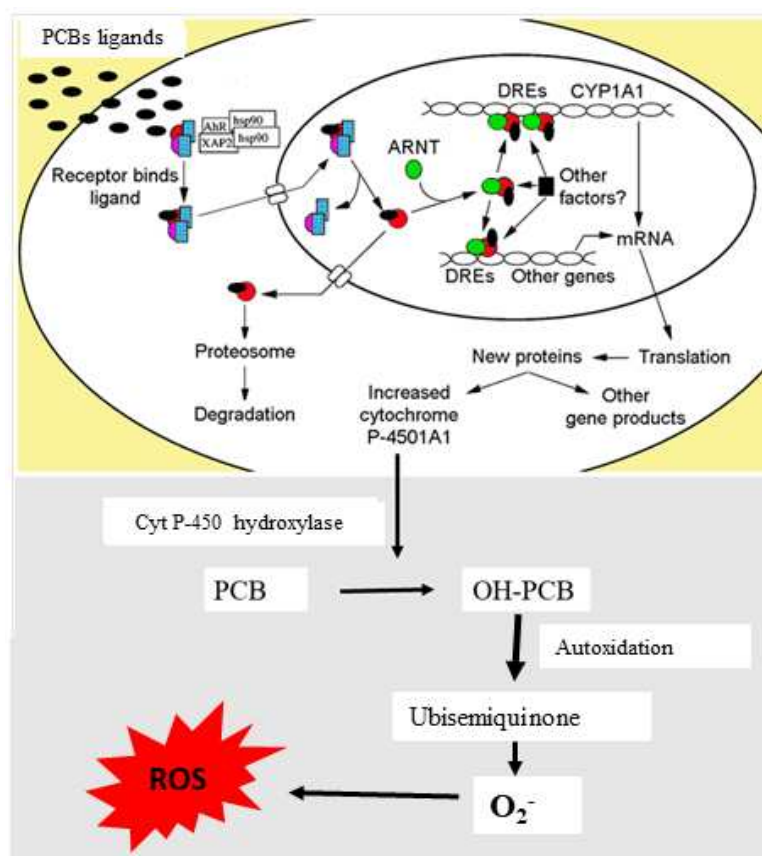 PCBs ligands
AhR
hsp90
XAP2
hsp90
Receptor binds
ligand
ARNT
DREs
CYP1A1
Other
factors?
mRNA
DREs
Other genes
Proteosome
Degradation
New proteins
Translation
Increased
cytochrome
P-4501A1
Other
gene products
Cyt P-450 hydroxylase
PCB
OH-PCB
Autoxidation
Ubisemiquinone
O₂⁻
ROS